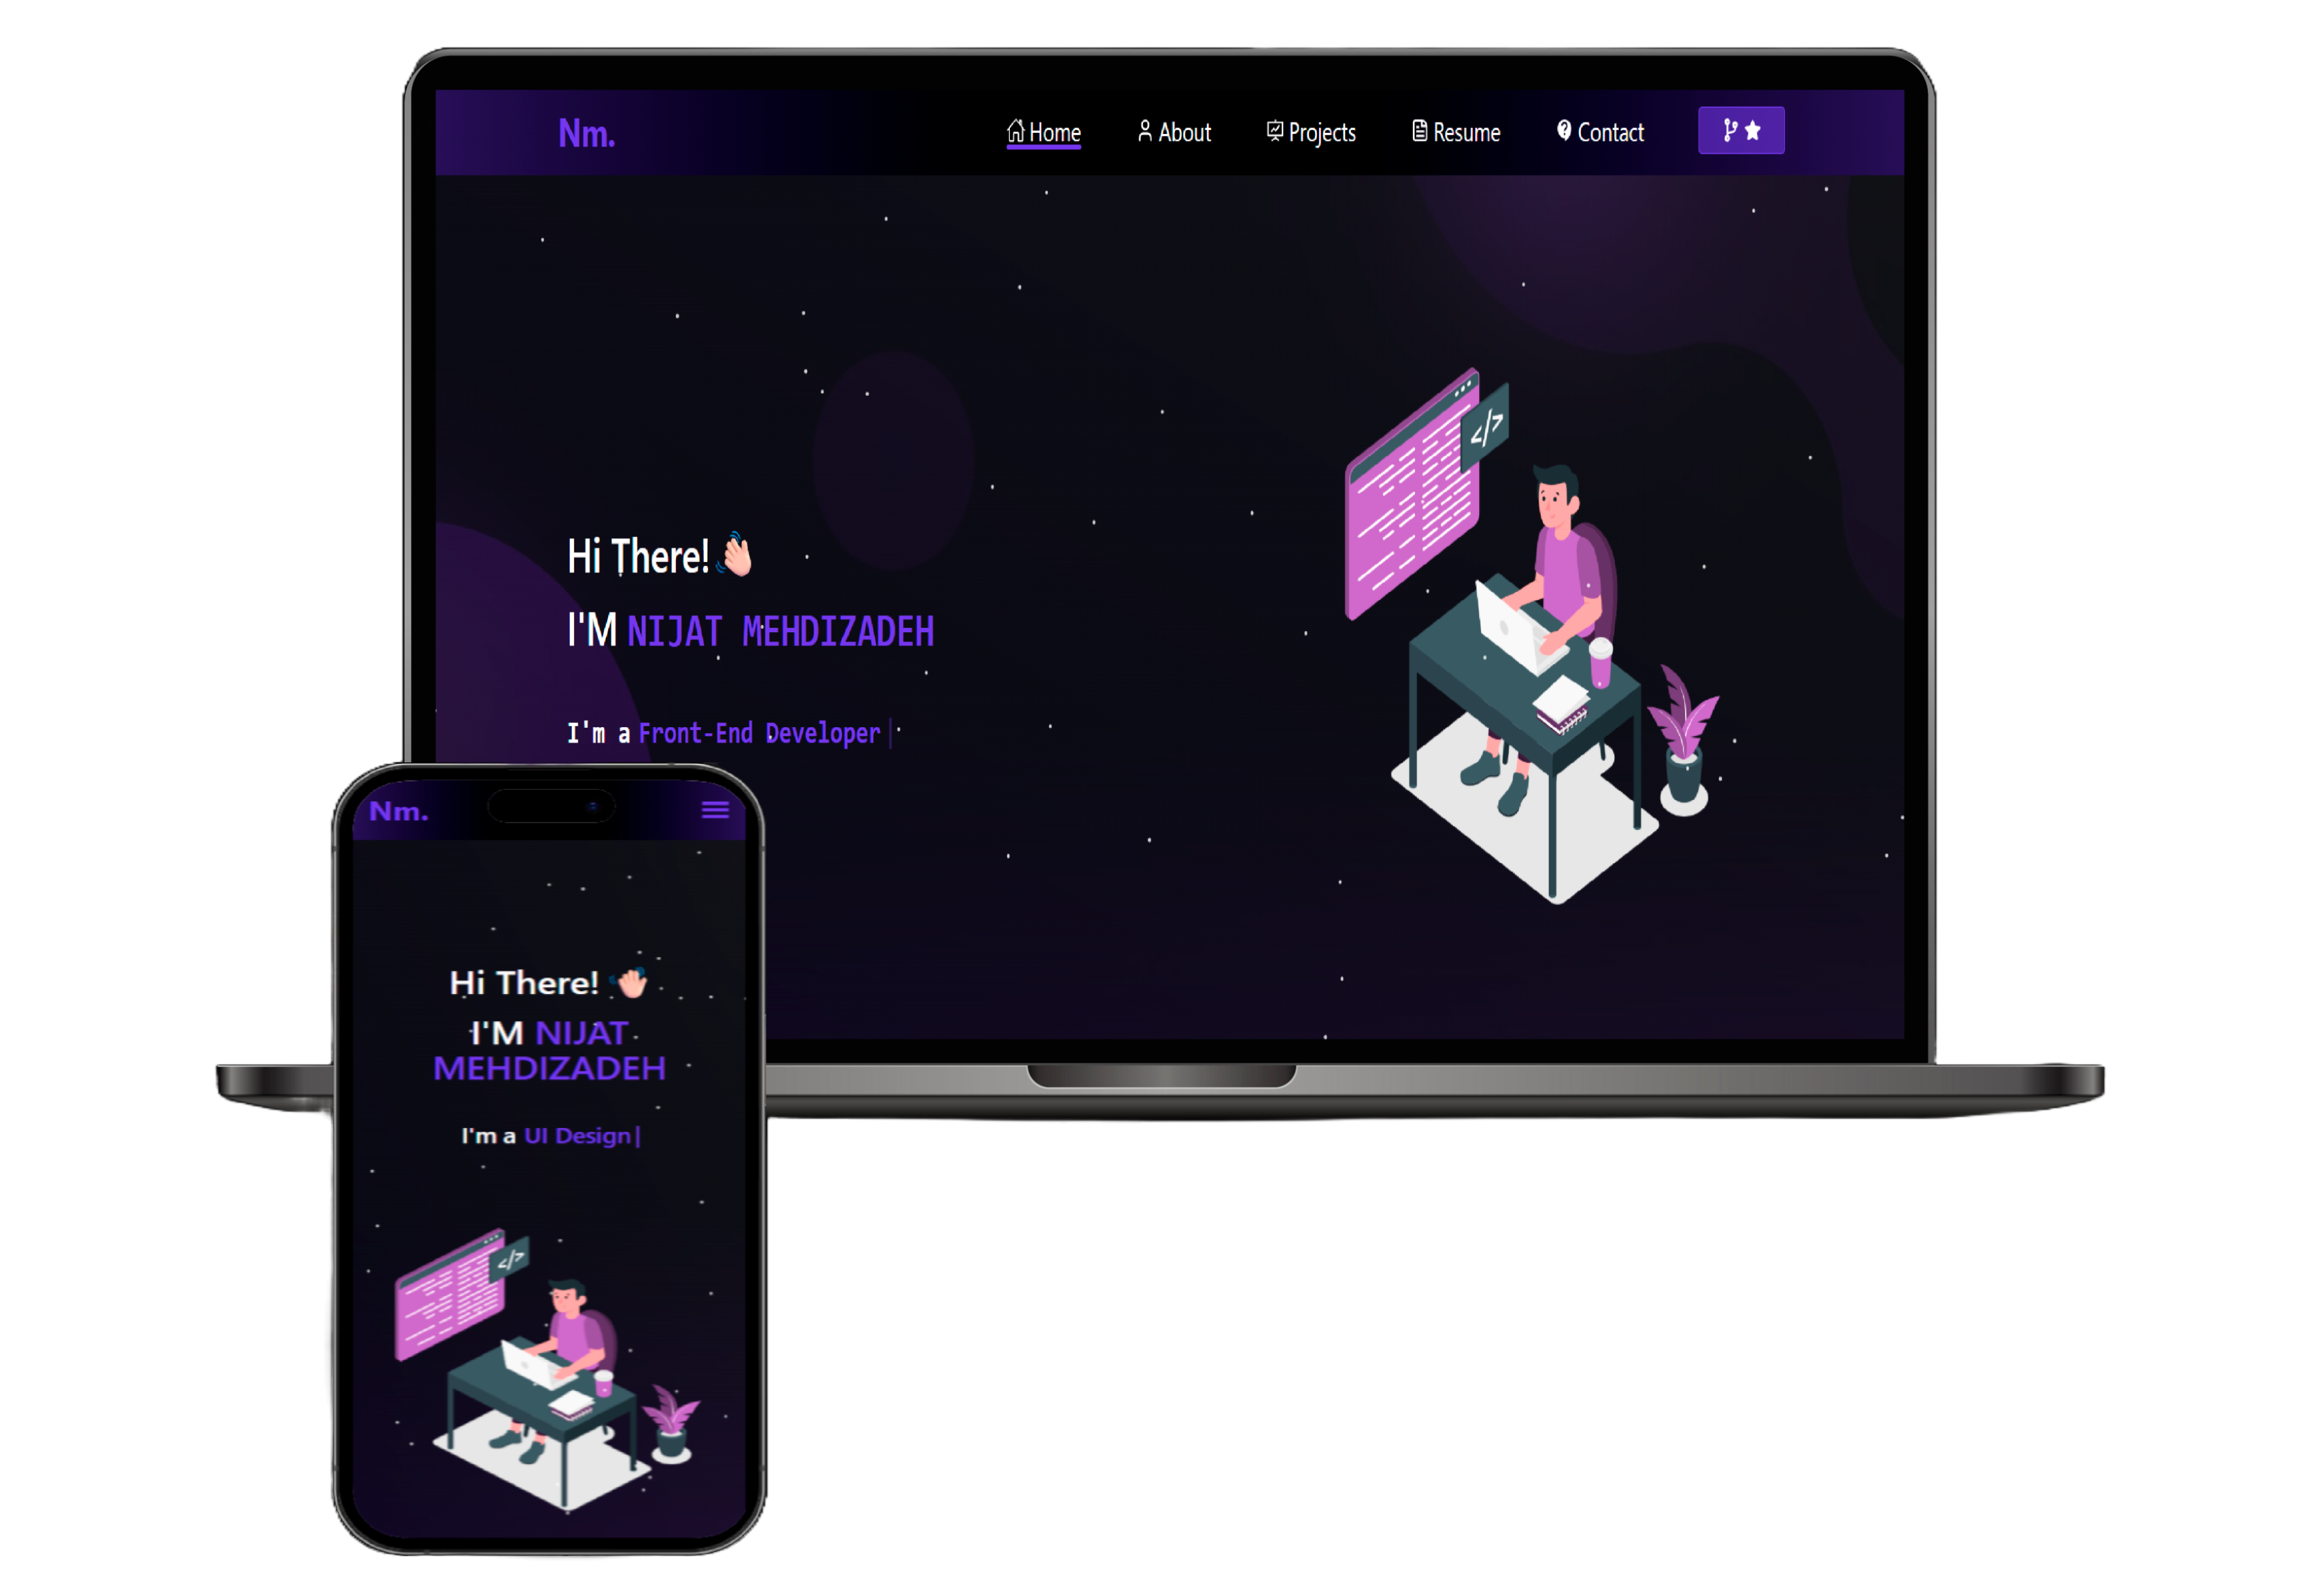 Nm.
Home About Projects Resume Contact
Hi There!
I'M NIJAT MEHDIZADEH
I'm a Front-End Developer |
</>
Nm.
Hi There!
I'M NIJAT
MEHDIZADEH
I'm a UI Design|
</>